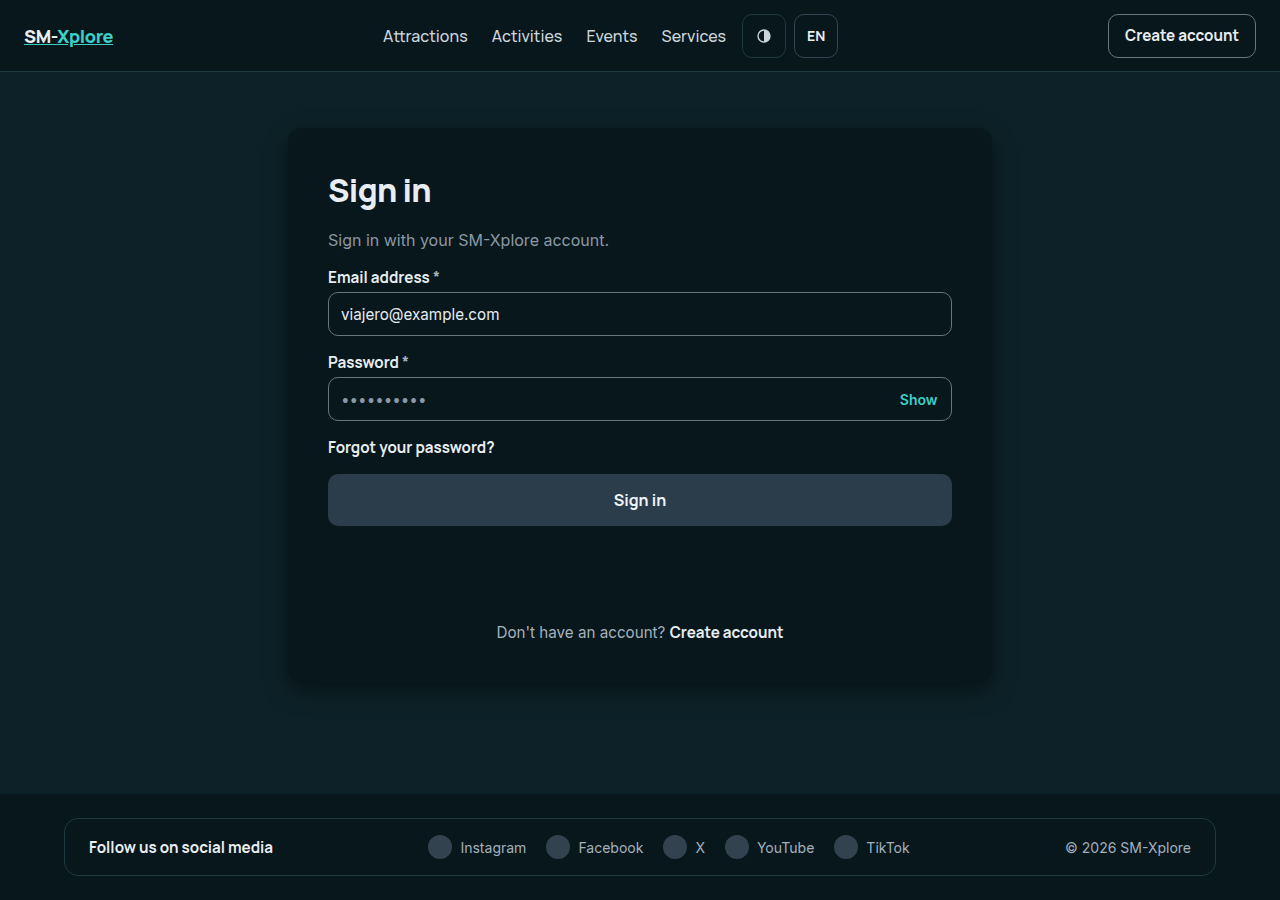 SM-Xplore
Attractions Activities Events Services EN Create account
Sign in
Sign in with your SM-Xplore account.
Email address *
viajero@example.com
Password *
•••••••••• Show
Forgot your password?
Sign in
Don't have an account? Create account
Follow us on social media Instagram Facebook X YouTube TikTok © 2026 SM-Xplore